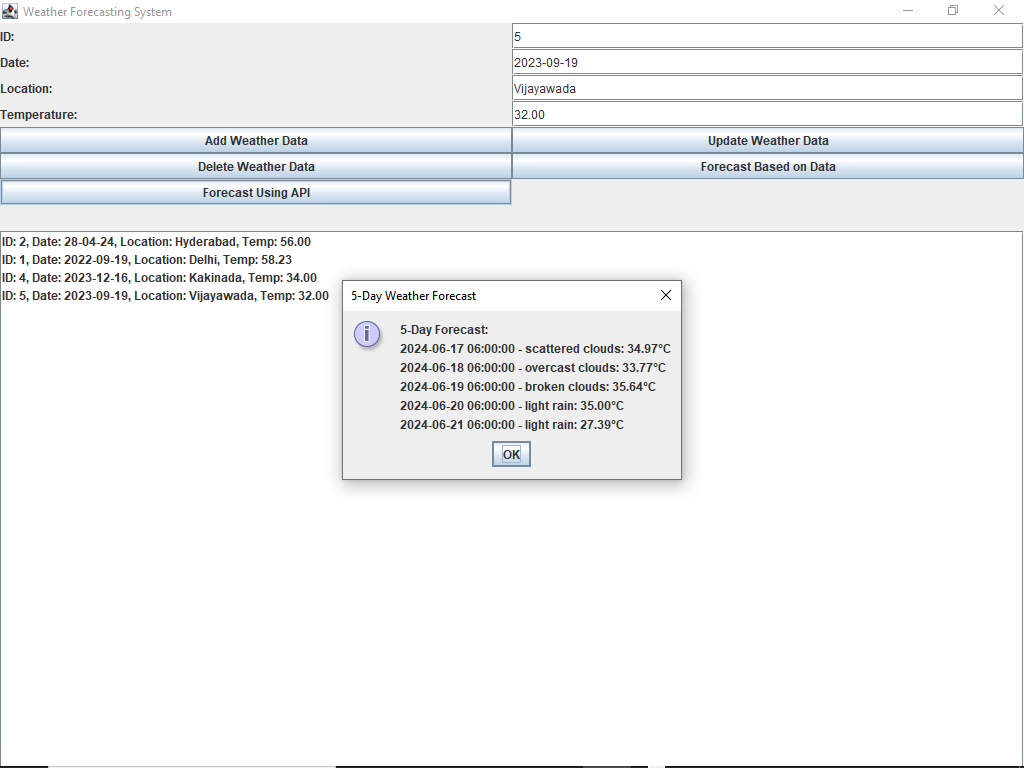 Weather Forecasting System
ID: 5
Date: 2023-09-19
Location: Vijayawada
Temperature: 32.00
Add Weather Data Update Weather Data
Delete Weather Data Forecast Based on Data
Forecast Using API
ID: 2, Date: 28-04-24, Location: Hyderabad, Temp: 56.00
ID: 1, Date: 2022-09-19, Location: Delhi, Temp: 58.23
ID: 4, Date: 2023-12-16, Location: Kakinada, Temp: 34.00
ID: 5, Date: 2023-09-19, Location: Vijayawada, Temp: 32.00
5-Day Weather Forecast
i
5-Day Forecast:
2024-06-17 06:00:00 - scattered clouds: 34.97°C
2024-06-18 06:00:00 - overcast clouds: 33.77°C
2024-06-19 06:00:00 - broken clouds: 35.64°C
2024-06-20 06:00:00 - light rain: 35.00°C
2024-06-21 06:00:00 - light rain: 27.39°C
OK